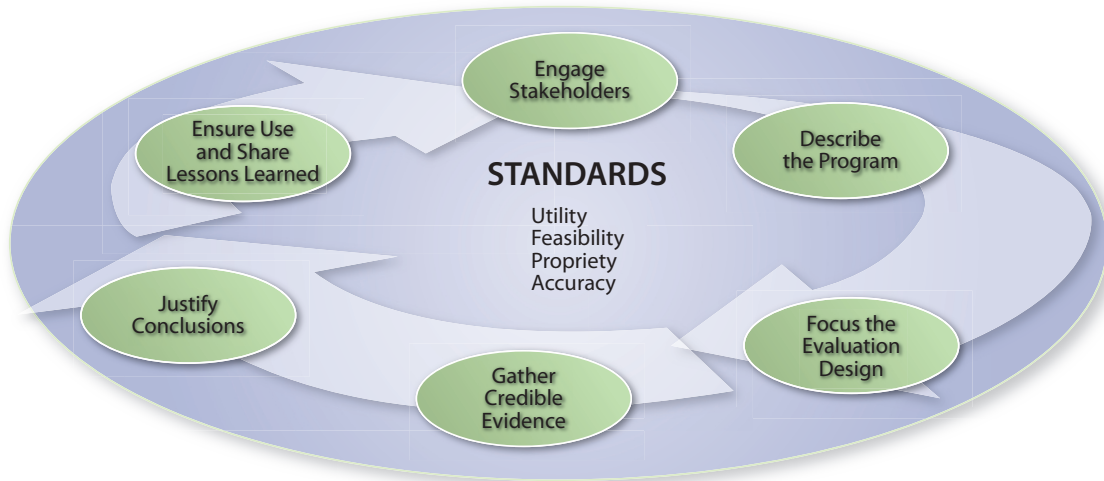 Engage
Stakeholders
Describe
the Program
Focus the
Evaluation
Design
Gather
Credible
Evidence
Justify
Conclusions
Ensure Use
and Share
Lessons Learned
STANDARDS
Utility
Feasibility
Propriety
Accuracy